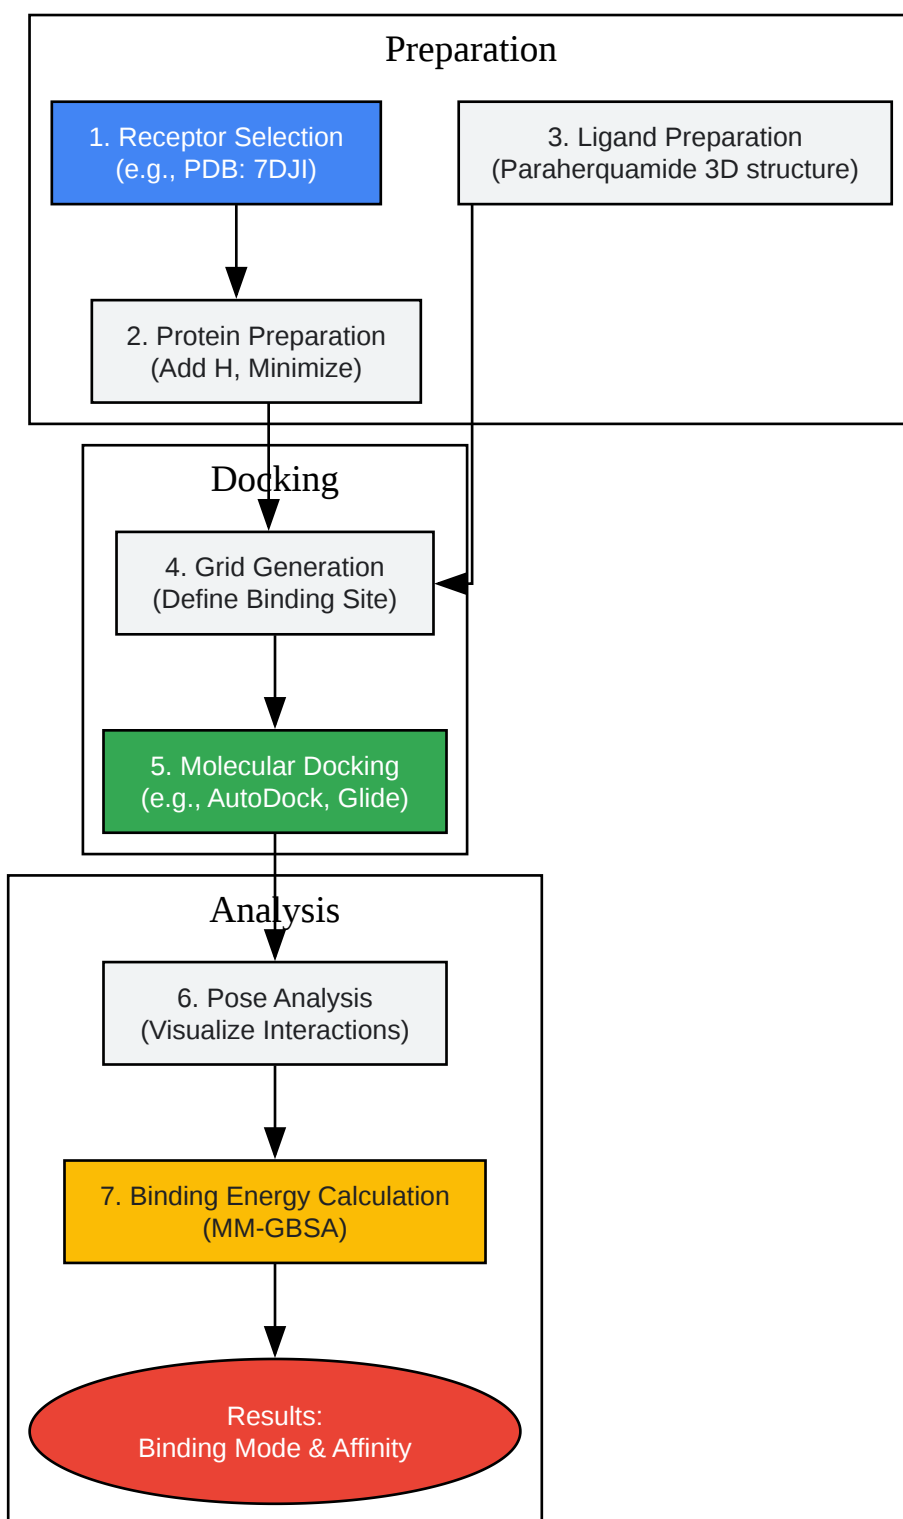 Preparation
1. Receptor Selection
(e.g., PDB: 7DJI)
3. Ligand Preparation
(Paraherquamide 3D structure)
2. Protein Preparation
(Add H, Minimize)
Docking
4. Grid Generation
(Define Binding Site)
5. Molecular Docking
(e.g., AutoDock, Glide)
Analysis
6. Pose Analysis
(Visualize Interactions)
7. Binding Energy Calculation
(MM-GBSA)
Results:
Binding Mode & Affinity